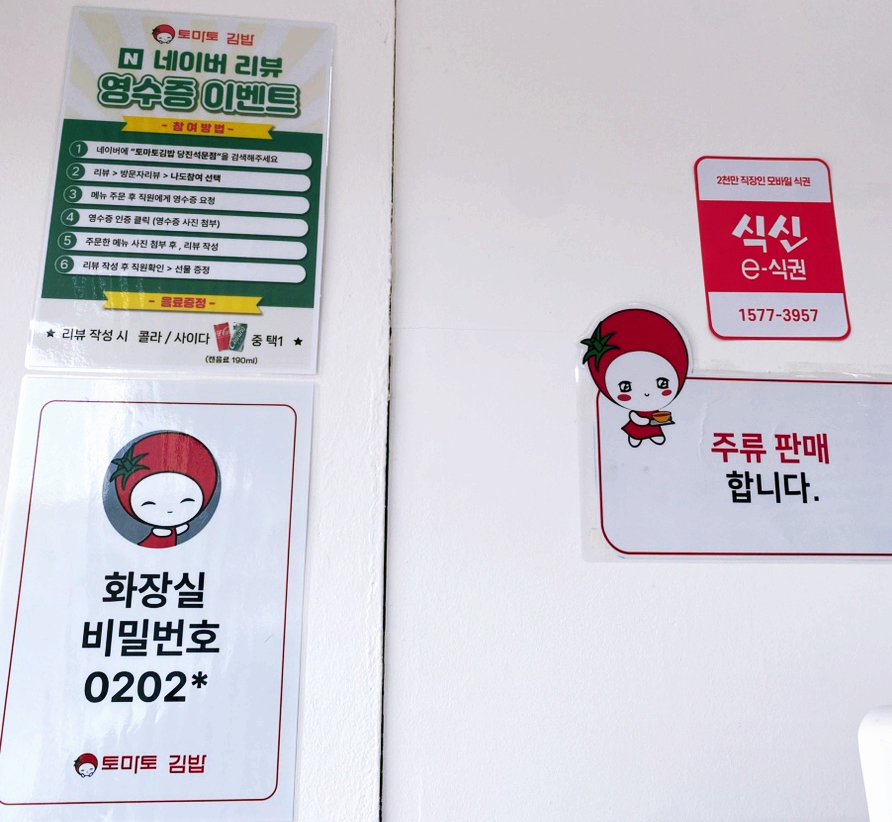 토마토 김밥
N 네이버 리뷰
영수증 이벤트
- 참여방법 -
1 네이버에 "토마토김밥 당진석문점"을 검색해주세요
2 리뷰 > 방문자리뷰 > 나도참여 선택
3 메뉴 주문 후 직원에게 영수증 요청
4 영수증 인증 클릭 (영수증 사진 첨부)
5 주문한 메뉴 사진 첨부 후 , 리뷰 작성
6 리뷰 작성 후 직원확인 > 선물 증정
- 음료증정 -
★ 리뷰 작성 시 콜라 / 사이다 중 택1 ★
(캔음료 190ml)
화장실
비밀번호
0202*
토마토 김밥
2천만 직장인 모바일 식권
식신
e-식권
1577-3957
주류 판매
합니다.